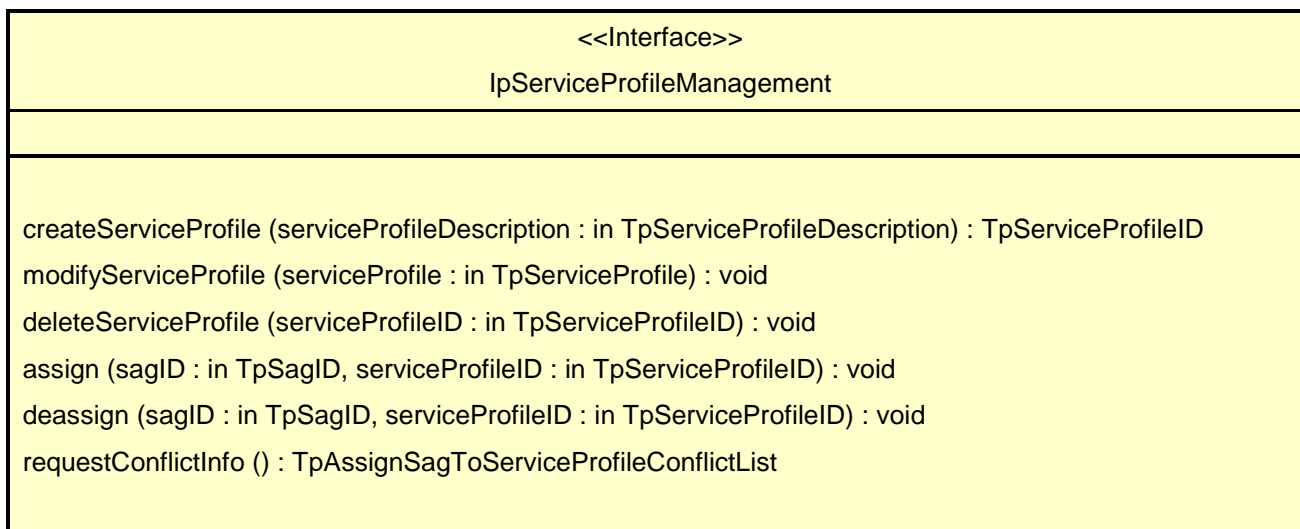 <<Interface>>
IpServiceProfileManagement
createServiceProfile (serviceProfileDescription : in TpServiceProfileDescription) : TpServiceProfileID
modifyServiceProfile (serviceProfile : in TpServiceProfile) : void
deleteServiceProfile (serviceProfileID : in TpServiceProfileID) : void
assign (sagID : in TpSagID, serviceProfileID : in TpServiceProfileID) : void
deassign (sagID : in TpSagID, serviceProfileID : in TpServiceProfileID) : void
requestConflictInfo () : TpAssignSagToServiceProfileConflictList